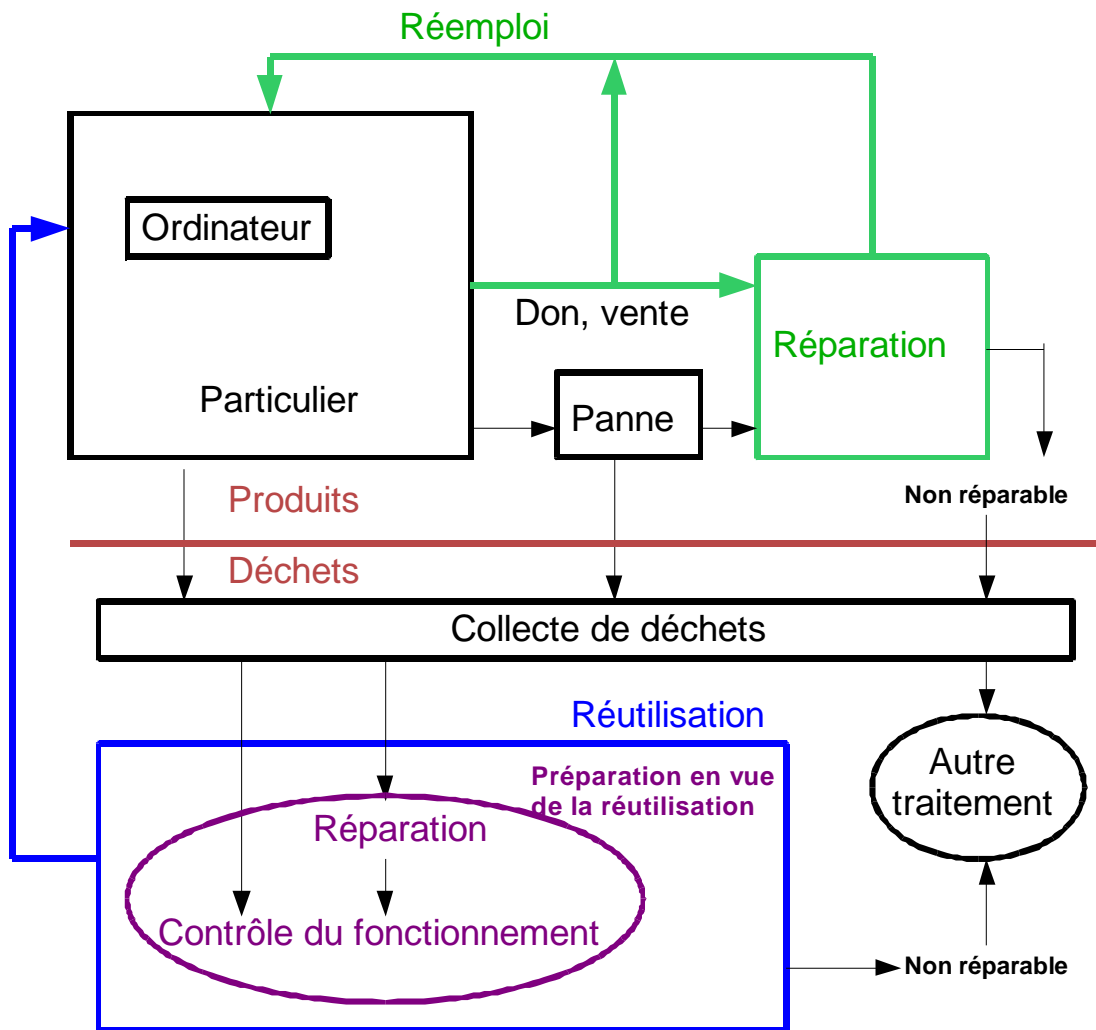 Réemploi
Ordinateur
Don, vente
Réparation
Particulier
Panne
Produits
Non réparable
Déchets
Collecte de déchets
Réutilisation
Préparation en vue
de la réutilisation
Autre
traitement
Réparation
Contrôle du fonctionnement
Non réparable